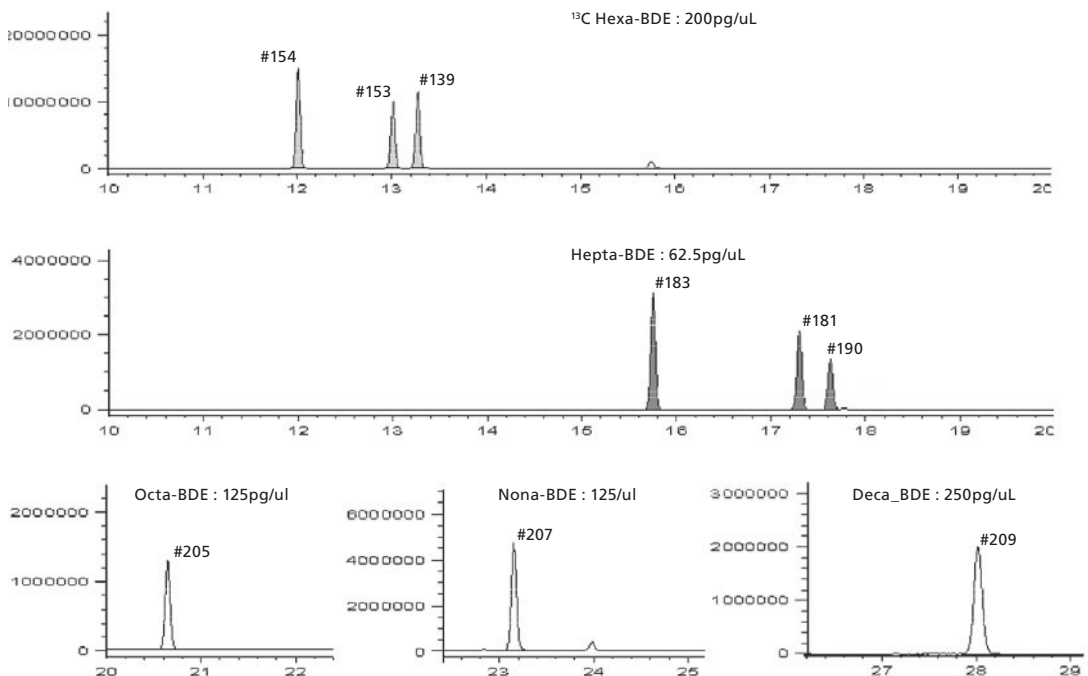 ¹³C Hexa-BDE : 200pg/uL
#154
#153
#139
10000000
0
10 11 12 13 14 15 16 17 18 19 20
Hepta-BDE : 62.5pg/uL
4000000
#183
2000000
#181
#190
0
10 11 12 13 14 15 16 17 18 19 20
Octa-BDE : 125pg/ul
2000000
#205
1000000
0
20 21 22
Nona-BDE : 125/ul
6000000
#207
4000000
2000000
0
23 24 25
Deca_BDE : 250pg/uL
3000000
#209
2000000
1000000
0
27 28 29